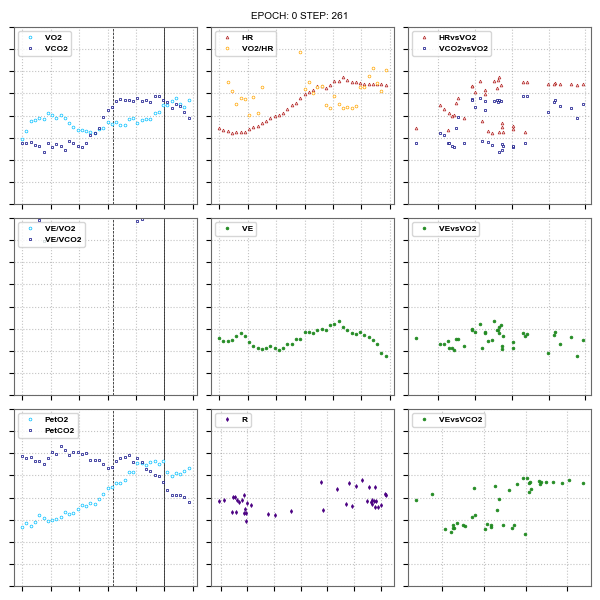 EPOCH: 0 STEP: 261
VO2
VCO2
HR
VO2/HR
HRvsVO2
VCO2vsVO2
VE/VO2
VE/VCO2
VE
VEvsVO2
PetO2
PetCO2
R
VEvsVCO2